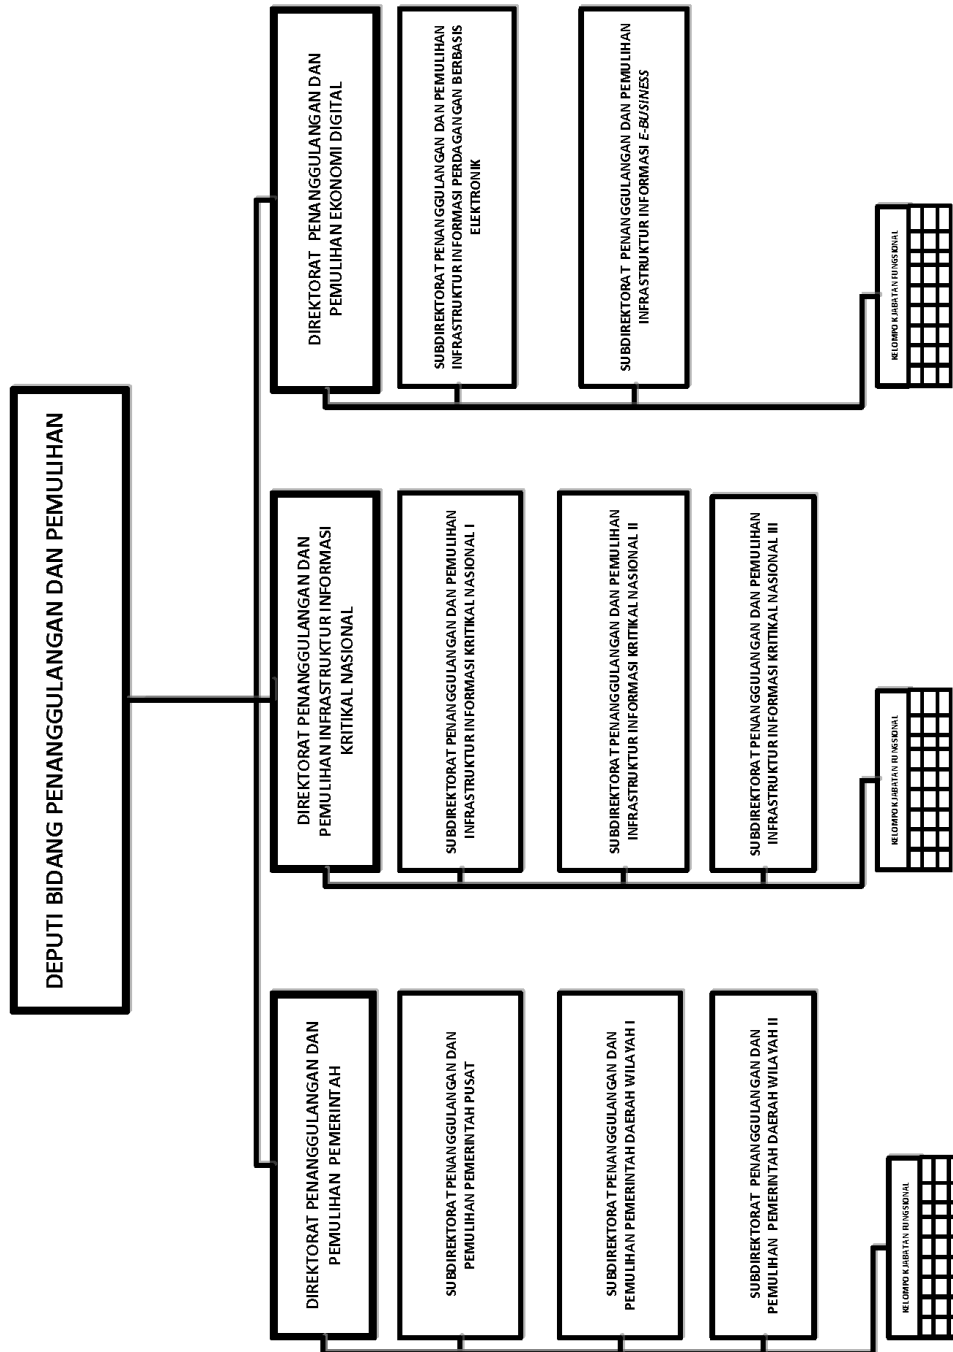 DEPUTI BIDANG PENANGGULANGAN DAN PEMULIHAN
DIREKTORAT PENANGGULANGAN DAN
PEMULIHAN PEMERINTAH
SUBDIREKTORAT PENANGGULANGAN DAN
PEMULIHAN PEMERINTAH PUSAT
SUBDIREKTORAT PENANGGULANGAN DAN
PEMULIHAN PEMERINTAH DAERAH WILAYAH I
SUBDIREKTORAT PENANGGULANGAN DAN
PEMULIHAN PEMERINTAH DAERAH WILAYAH II
KELOMPOK JABATAN FUNGSIONAL
DIREKTORAT PENANGGULANGAN DAN
PEMULIHAN INFRASTRUKTUR INFORMASI
KRITIKAL NASIONAL
SUBDIREKTORAT PENANGGULANGAN DAN PEMULIHAN
INFRASTRUKTUR INFORMASI KRITIKAL NASIONAL I
SUBDIREKTORAT PENANGGULANGAN DAN PEMULIHAN
INFRASTRUKTUR INFORMASI KRITIKAL NASIONAL II
SUBDIREKTORAT PENANGGULANGAN DAN PEMULIHAN
INFRASTRUKTUR INFORMASI KRITIKAL NASIONAL III
KELOMPOK JABATAN FUNGSIONAL
DIREKTORAT PENANGGULANGAN DAN
PEMULIHAN EKONOMI DIGITAL
SUBDIREKTORAT PENANGGULANGAN DAN PEMULIHAN
INFRASTRUKTUR INFORMASI PERDAGANGAN BERBASIS
ELEKTRONIK
SUBDIREKTORAT PENANGGULANGAN DAN PEMULIHAN
INFRASTRUKTUR INFORMASI E-BUSINESS
KELOMPOK JABATAN FUNGSIONAL